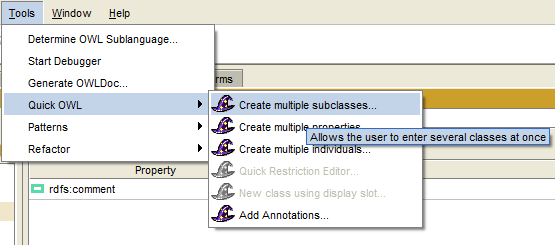 Tools Window Help
Determine OWL Sublanguage...
Start Debugger
Generate OWLDoc...
Quick OWL
Patterns
Refactor
rms
Create multiple subclasses...
Create multiple properties...
Allows the user to enter several classes at once
Create multiple individuals...
Quick Restriction Editor...
New class using display slot...
Add Annotations...
Property
rdfs:comment